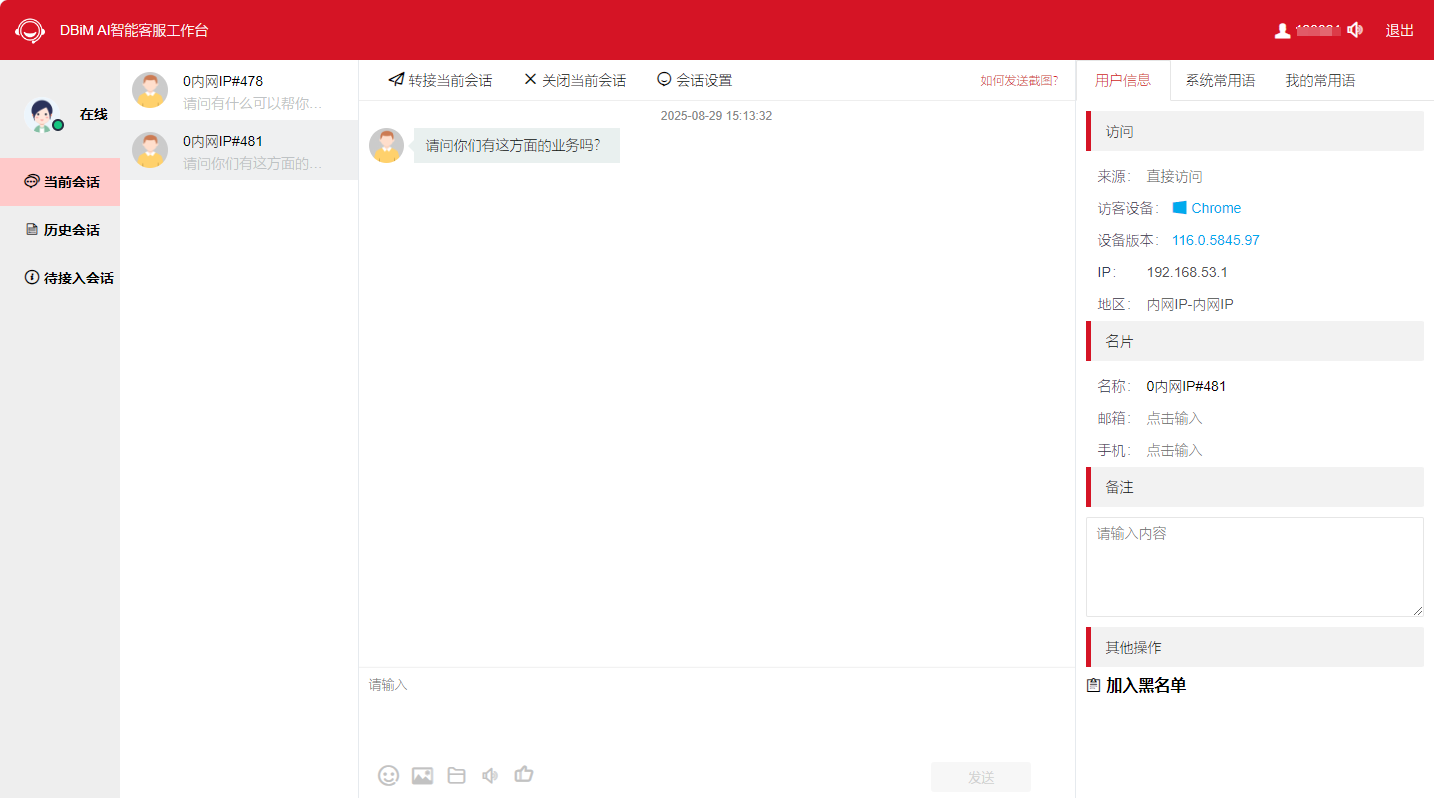 DBiM AI智能客服工作台
退出
在线
当前会话
历史会话
待接入会话
0内网IP#478
请问有什么可以帮你...
0内网IP#481
请问你们有这方面的...
转接当前会话
关闭当前会话
会话设置
如何发送截图?
2025-08-29 15:13:32
请问你们有这方面的业务吗?
请输入
发送
用户信息
系统常用语
我的常用语
访问
来源: 直接访问
访客设备: Chrome
设备版本: 116.0.5845.97
IP: 192.168.53.1
地区: 内网IP-内网IP
名片
名称: 0内网IP#481
邮箱: 点击输入
手机: 点击输入
备注
请输入内容
其他操作
加入黑名单